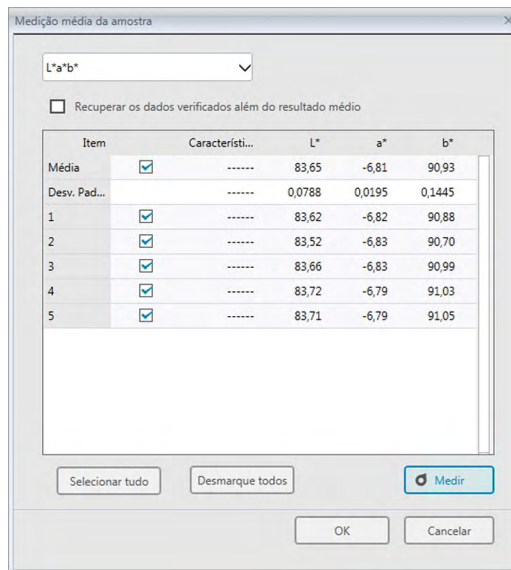 Medição média da amostra
L*a*b*
Recuperar os dados verificados além do resultado médio
Item Característi... L* a* b*
Média ------ 83,65 -6,81 90,93
Desv. Pad... ------ 0,0788 0,0195 0,1445
1 ------ 83,62 -6,82 90,88
2 ------ 83,52 -6,83 90,70
3 ------ 83,66 -6,83 90,99
4 ------ 83,72 -6,79 91,03
5 ------ 83,71 -6,79 91,05
Selecionar tudo Desmarque todos Medir
OK Cancelar